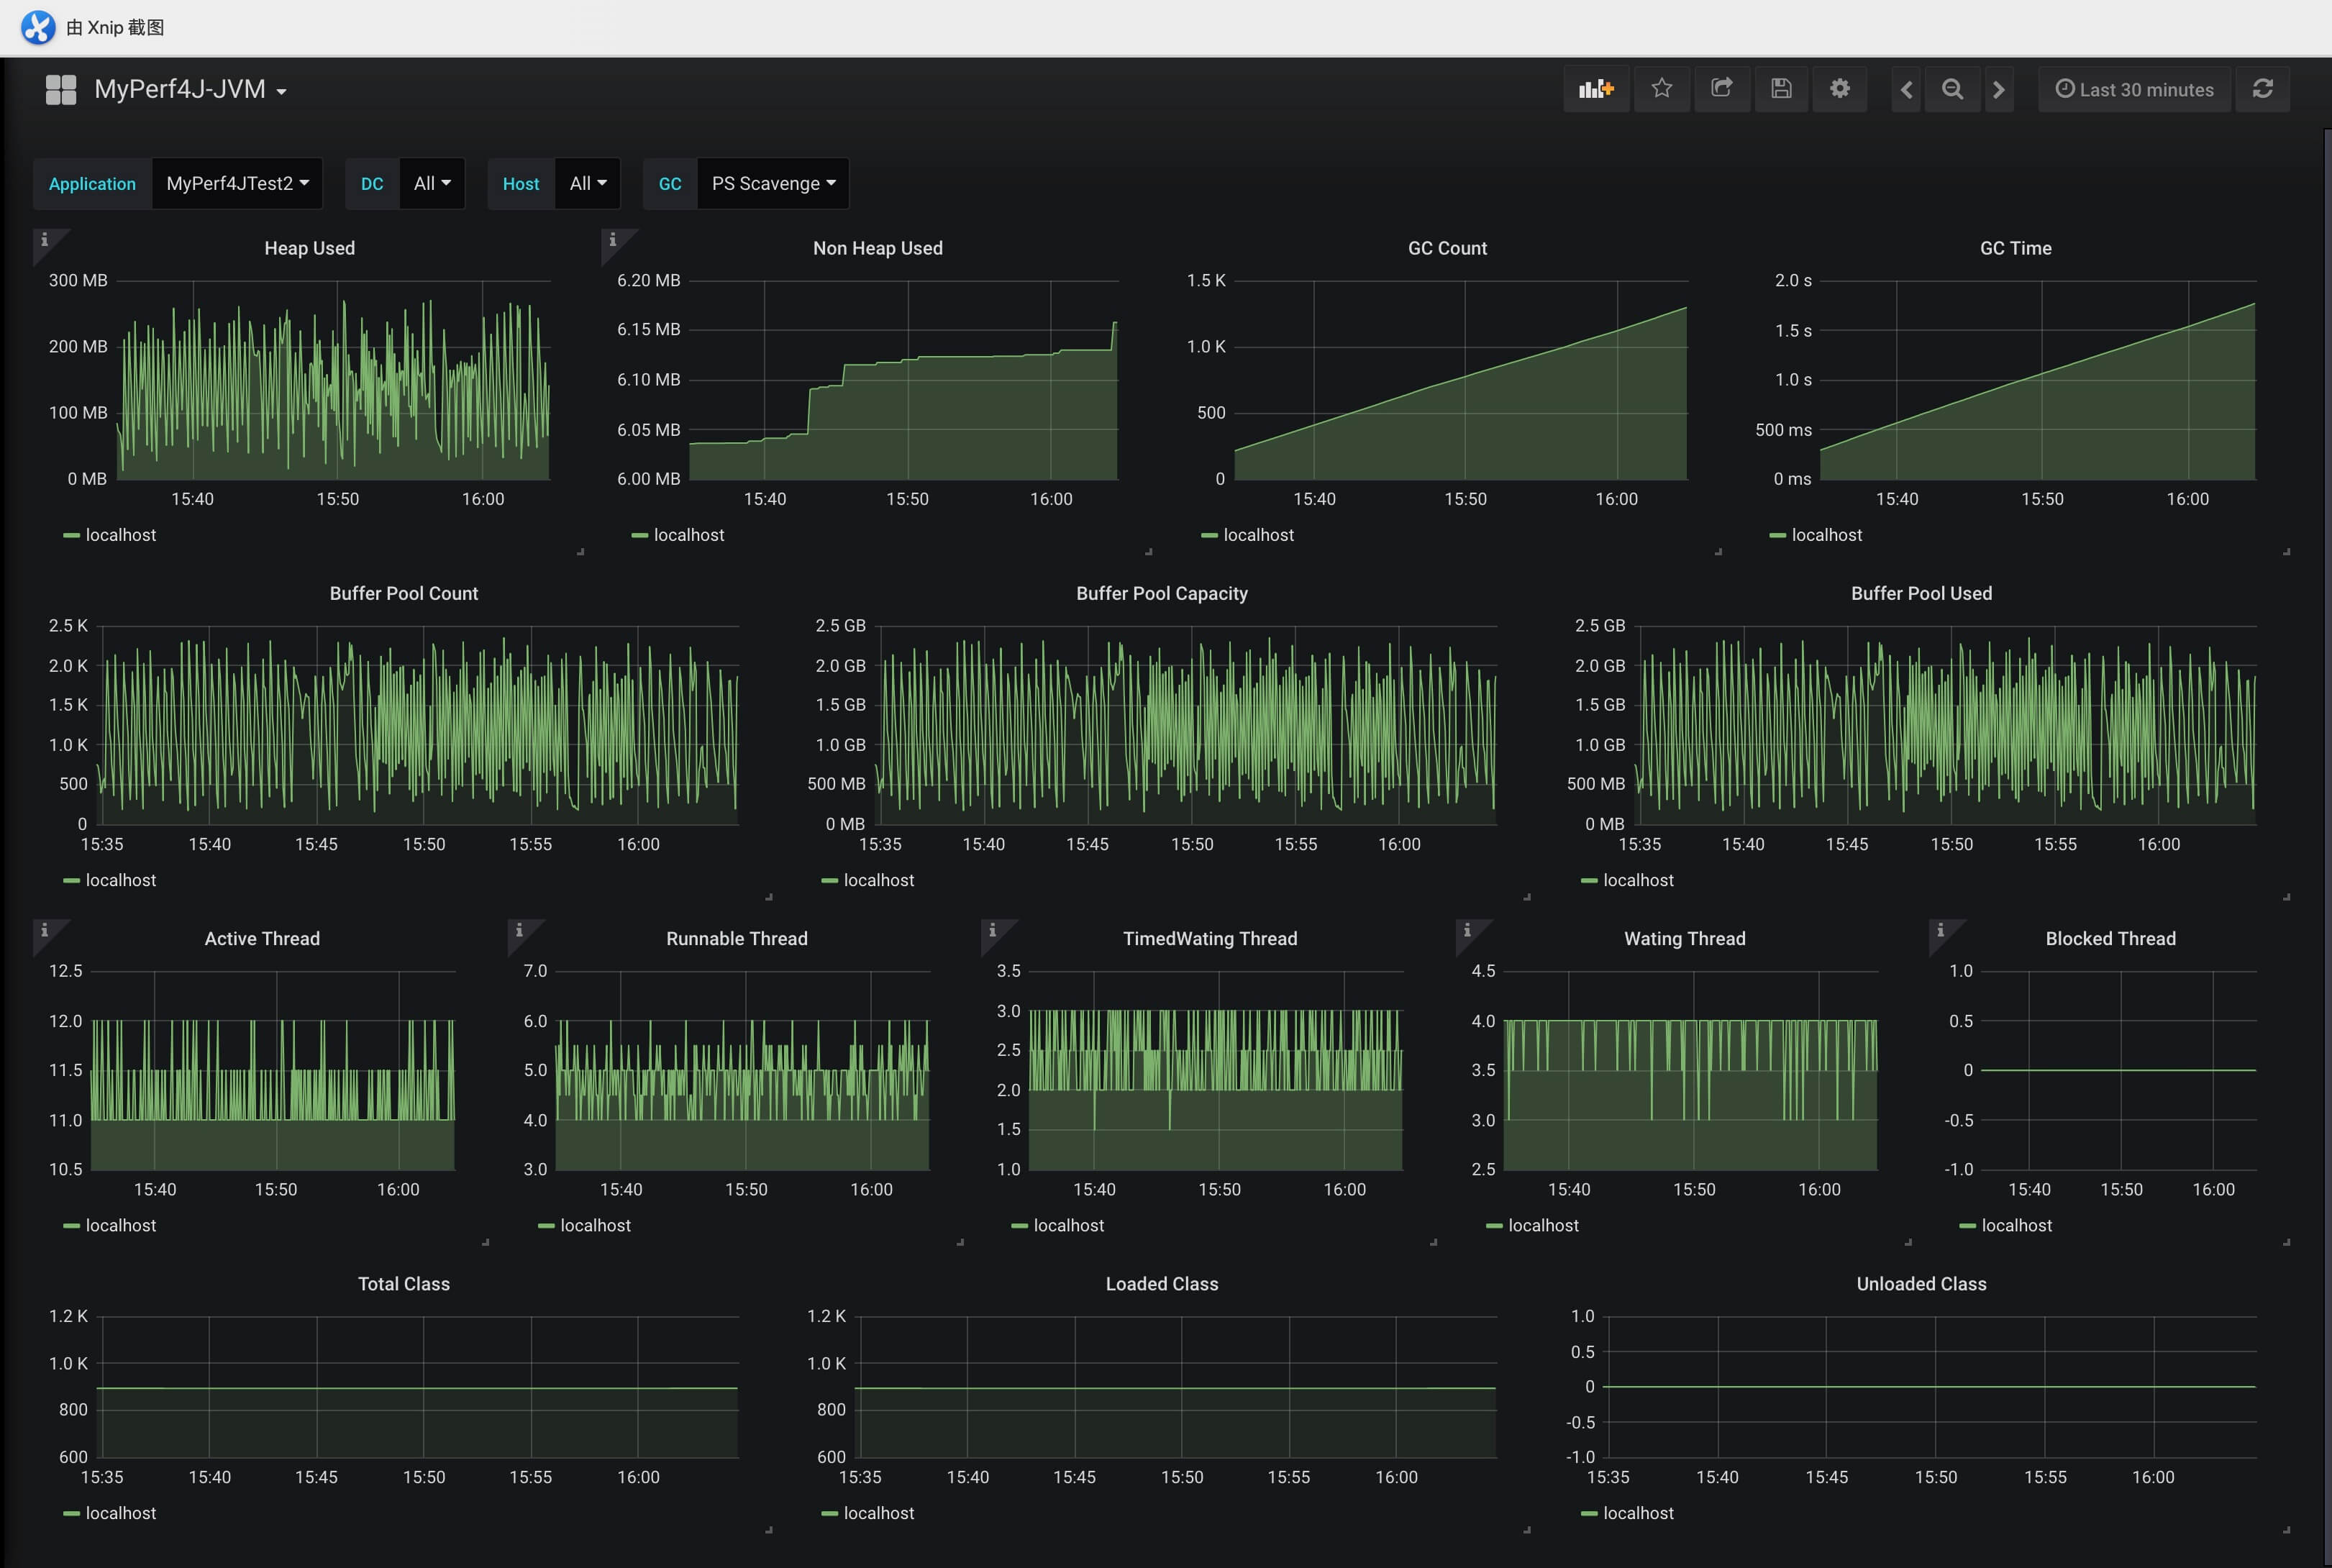 由 Xnip 截图
MyPerf4J-JVM
Last 30 minutes
Application MyPerf4JTest2 DC All Host All GC PS Scavenge
Heap Used
300 MB
200 MB
100 MB
0 MB
15:40 15:50 16:00
localhost
Non Heap Used
6.20 MB
6.15 MB
6.10 MB
6.05 MB
6.00 MB
15:40 15:50 16:00
localhost
GC Count
1.5 K
1.0 K
500
0
15:40 15:50 16:00
localhost
GC Time
2.0 s
1.5 s
1.0 s
500 ms
0 ms
15:40 15:50 16:00
localhost
Buffer Pool Count
2.5 K
2.0 K
1.5 K
1.0 K
500
0
15:35 15:40 15:45 15:50 15:55 16:00
localhost
Buffer Pool Capacity
2.5 GB
2.0 GB
1.5 GB
1.0 GB
500 MB
0 MB
15:35 15:40 15:45 15:50 15:55 16:00
localhost
Buffer Pool Used
2.5 GB
2.0 GB
1.5 GB
1.0 GB
500 MB
0 MB
15:35 15:40 15:45 15:50 15:55 16:00
localhost
Active Thread
12.5
12.0
11.5
11.0
10.5
15:40 15:50 16:00
localhost
Runnable Thread
7.0
6.0
5.0
4.0
3.0
15:40 15:50 16:00
localhost
TimedWating Thread
3.5
3.0
2.5
2.0
1.5
1.0
15:40 15:50 16:00
localhost
Wating Thread
4.5
4.0
3.5
3.0
2.5
15:40 15:50 16:00
localhost
Blocked Thread
1.0
0.5
0
-0.5
-1.0
15:40 15:50 16:00
localhost
Total Class
1.2 K
1.0 K
800
600
15:35 15:40 15:45 15:50 15:55 16:00
localhost
Loaded Class
1.2 K
1.0 K
800
600
15:35 15:40 15:45 15:50 15:55 16:00
localhost
Unloaded Class
1.0
0.5
0
-0.5
-1.0
15:35 15:40 15:45 15:50 15:55 16:00
localhost